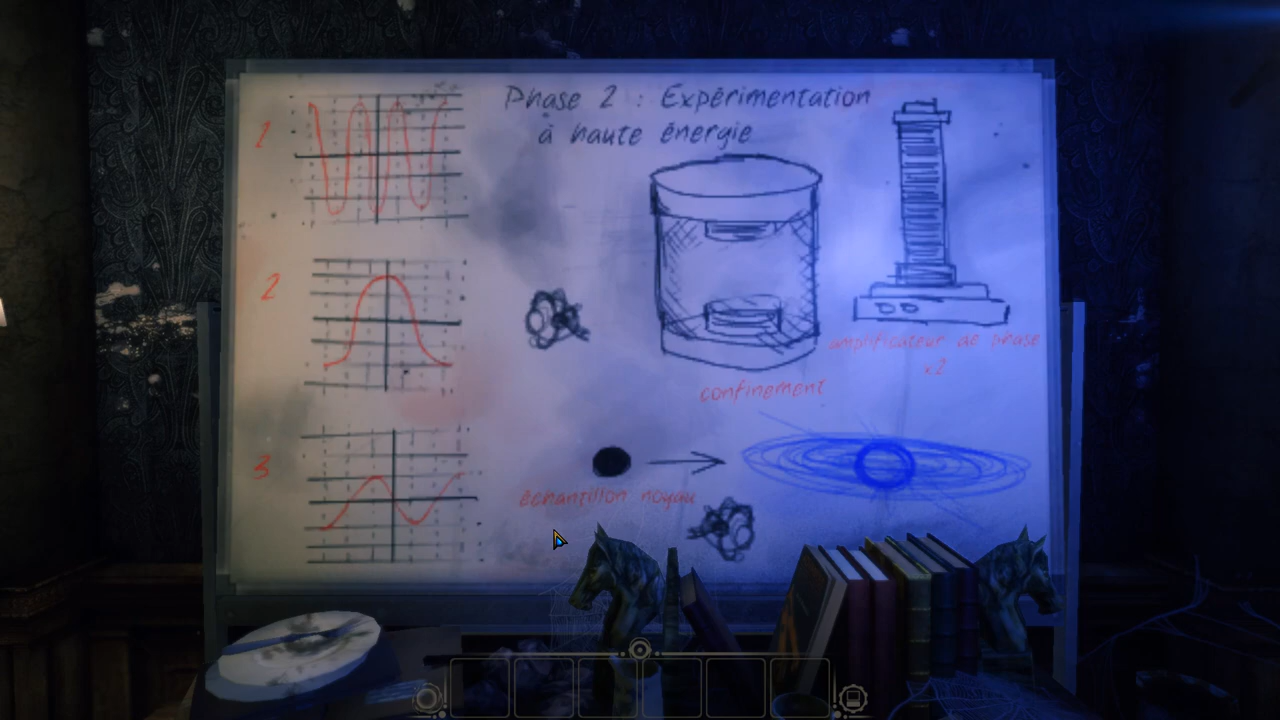 Phase 2 : Expérimentation
à haute énergie
1
2
3
amplificateur de phase
x2
confinement
échantillon noyau